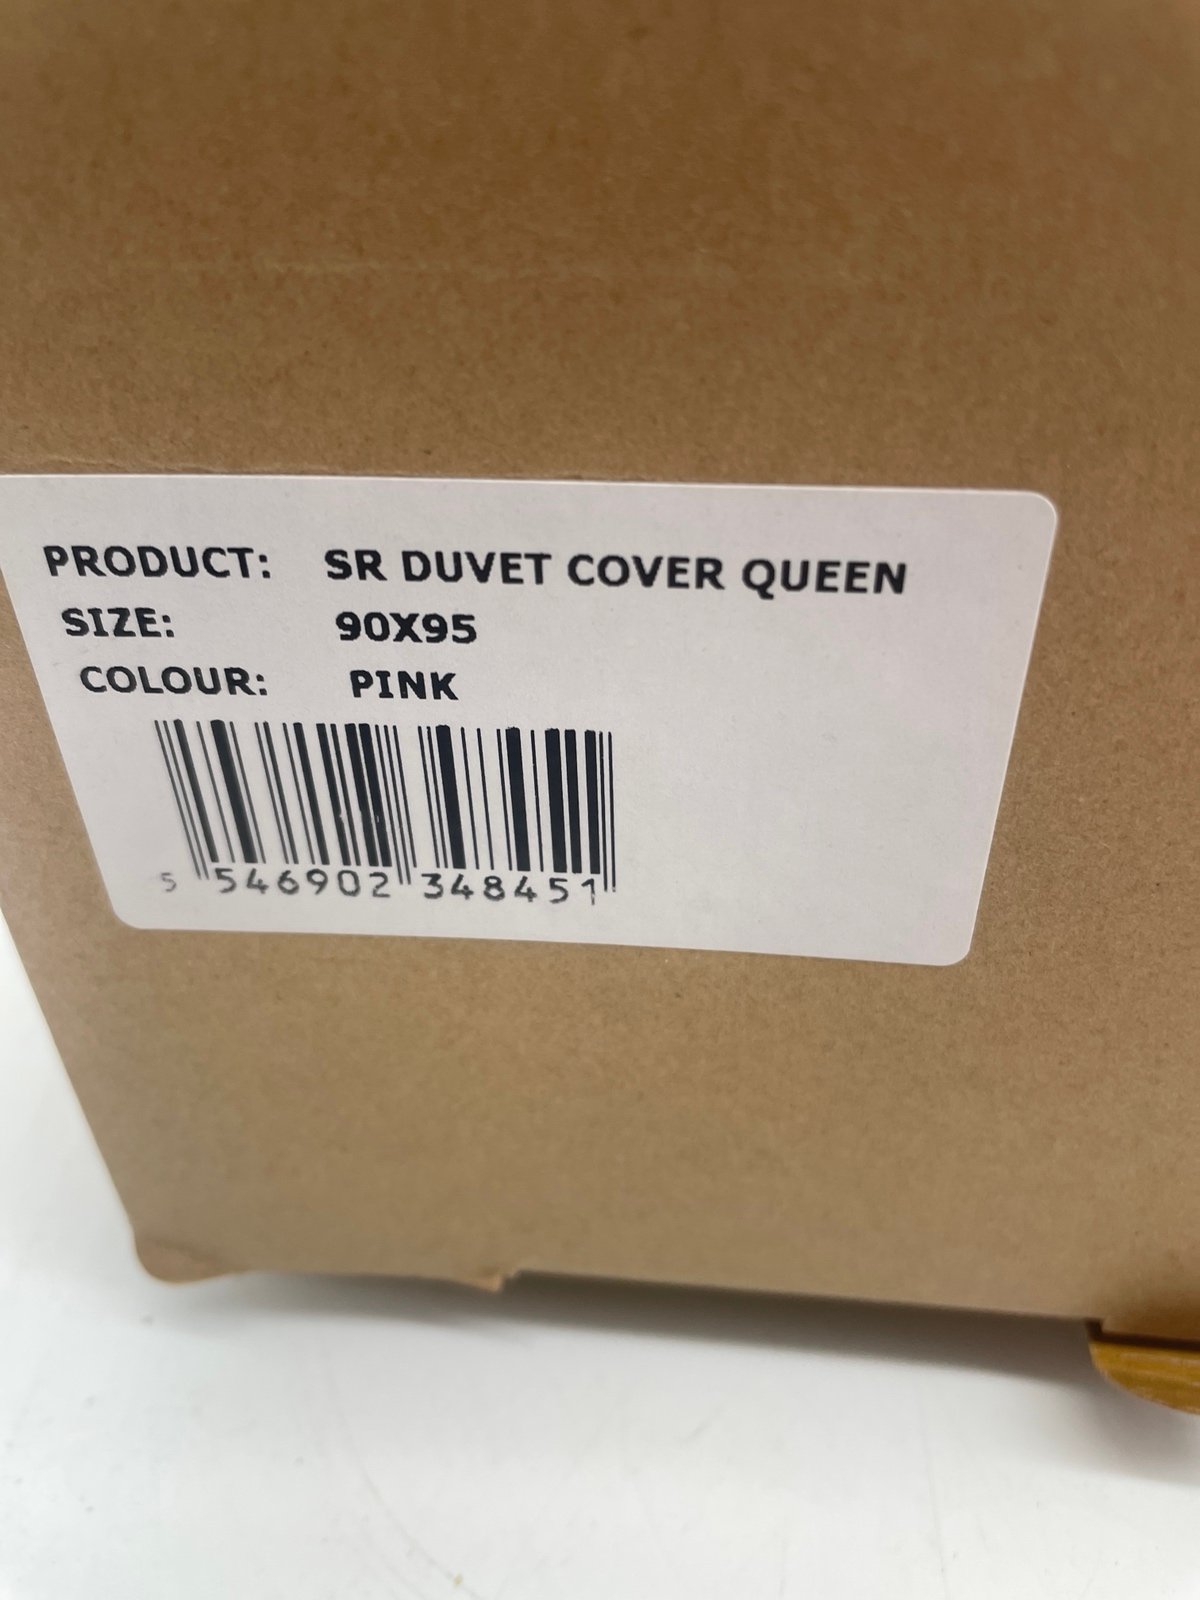 PRODUCT: SR DUVET COVER QUEEN
SIZE: 90X95
COLOUR: PINK
5 546902 348451